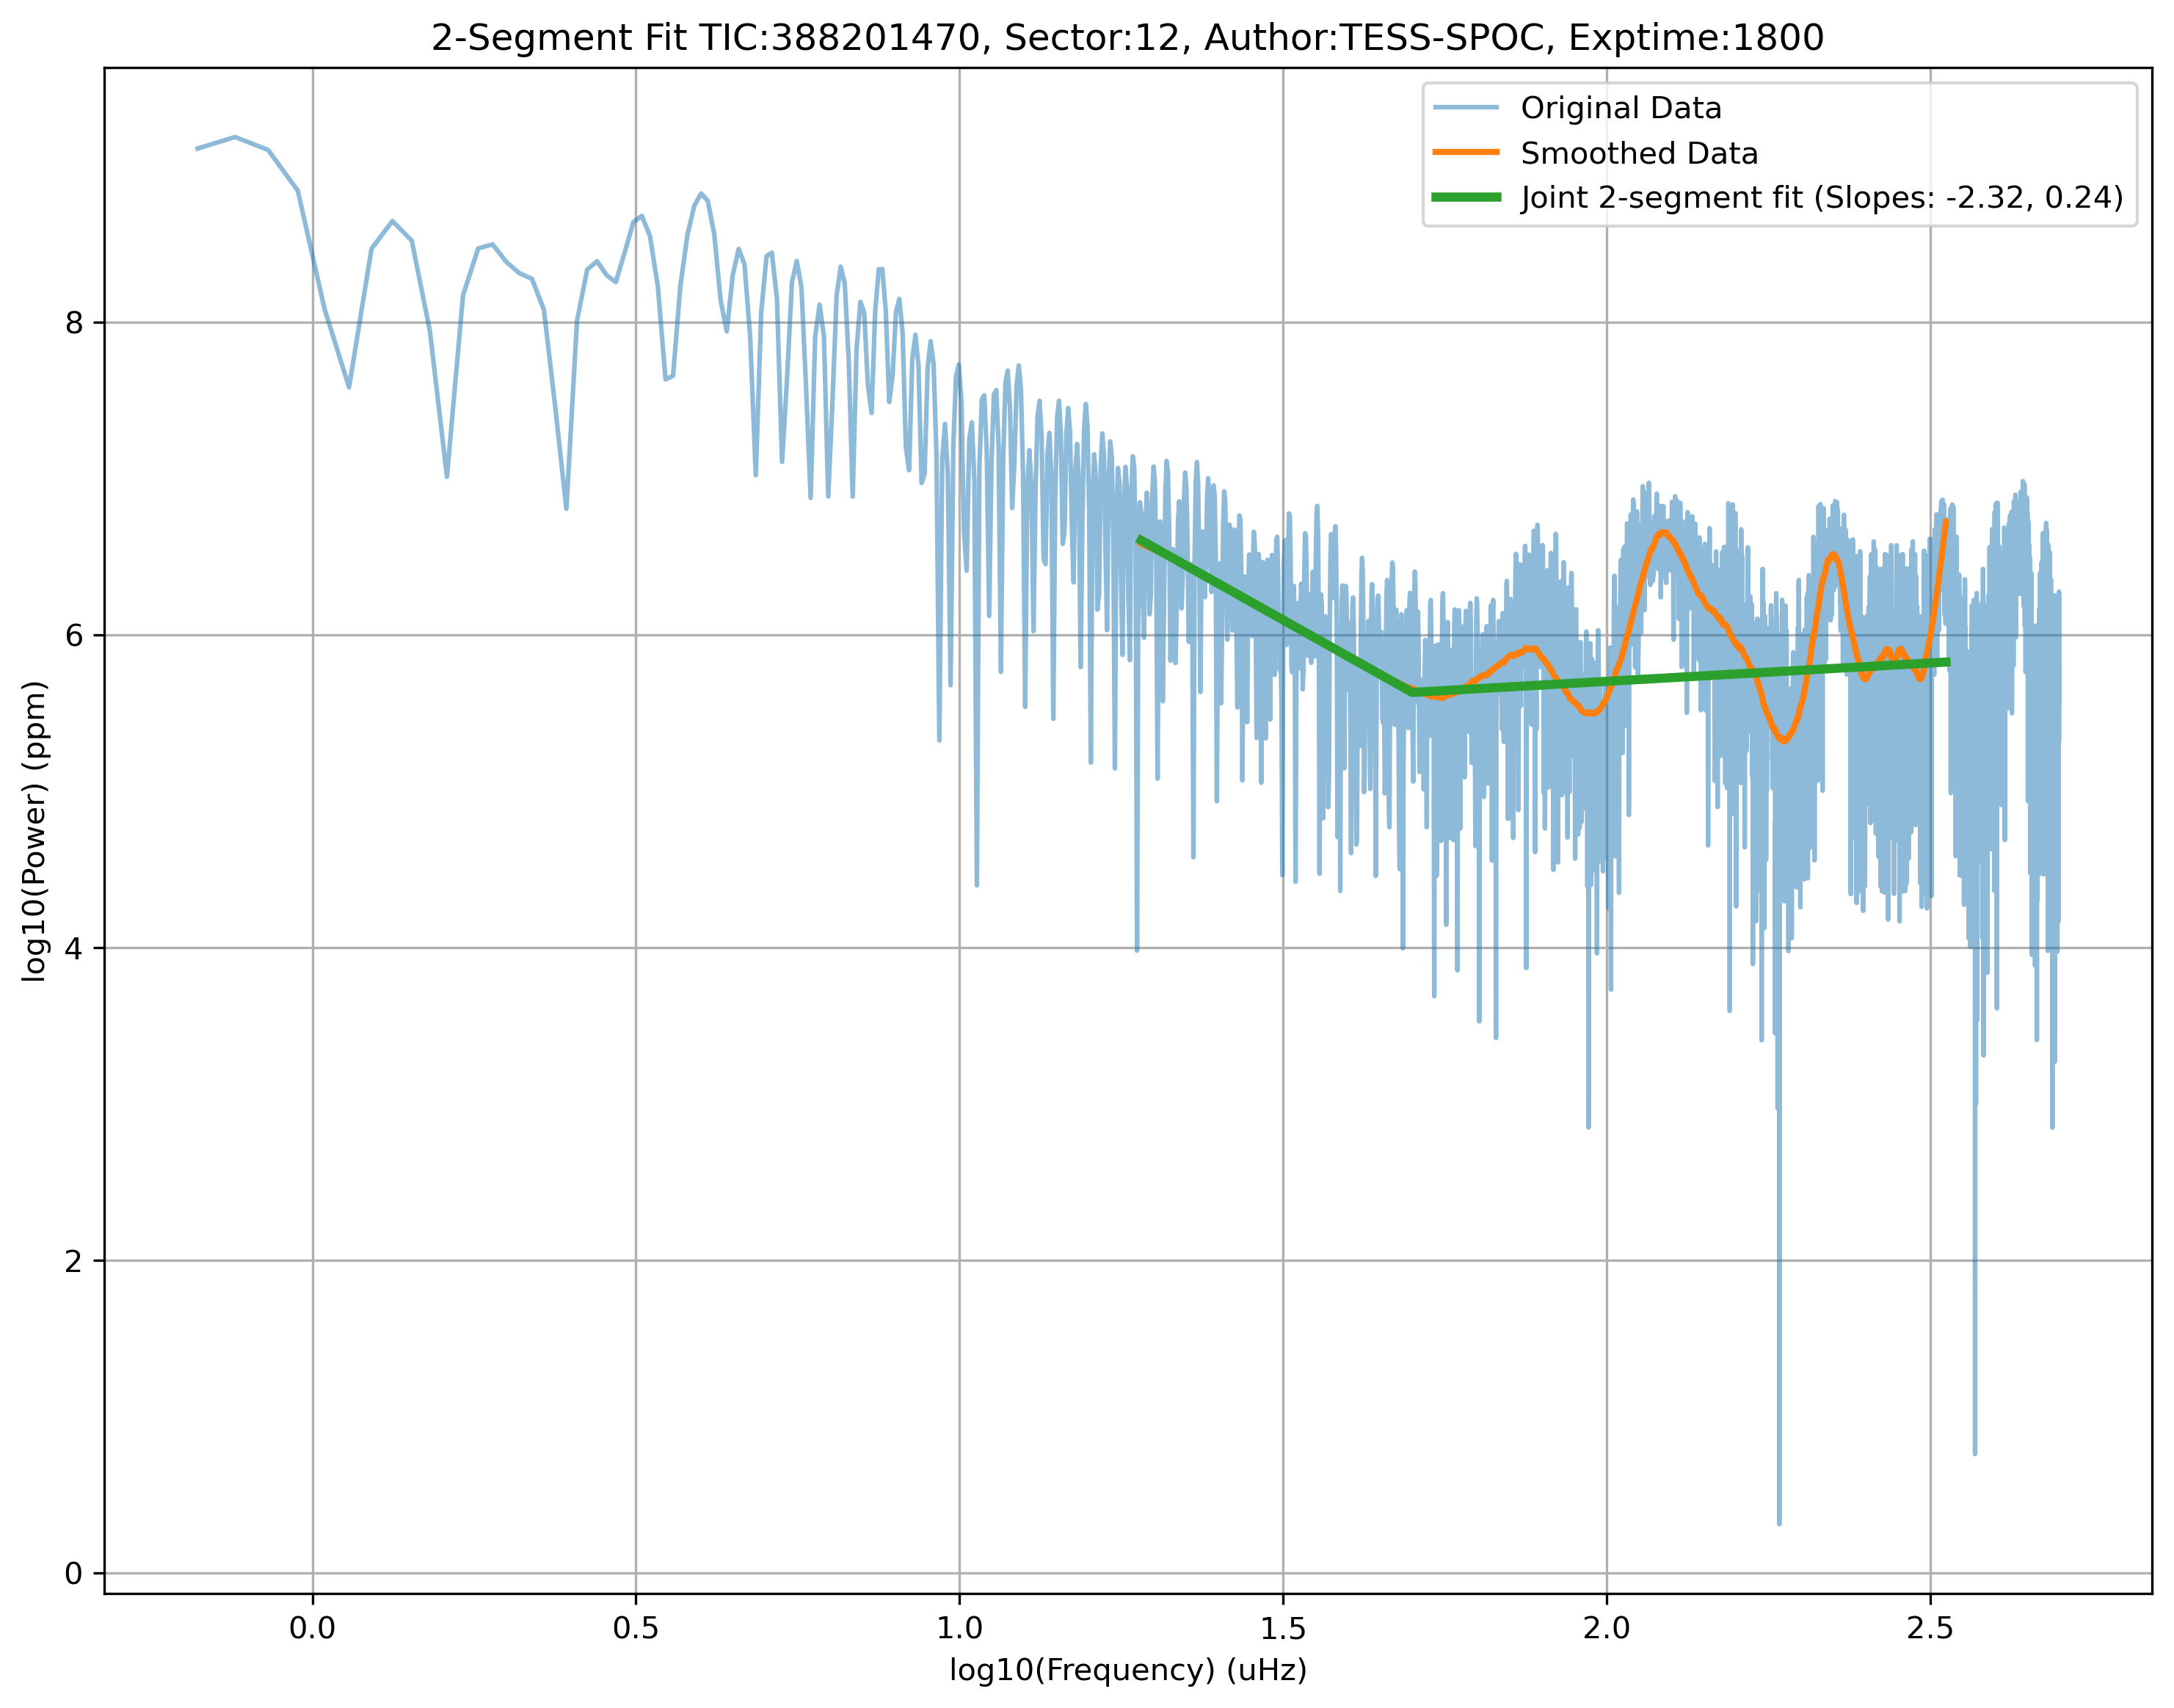 2-Segment Fit TIC:388201470, Sector:12, Author:TESS-SPOC, Exptime:1800
Original Data
Smoothed Data
Joint 2-segment fit (Slopes: -2.32, 0.24)
log10(Power) (ppm)
8
6
4
2
0
0.0 0.5 1.0 1.5 2.0 2.5
log10(Frequency) (uHz)